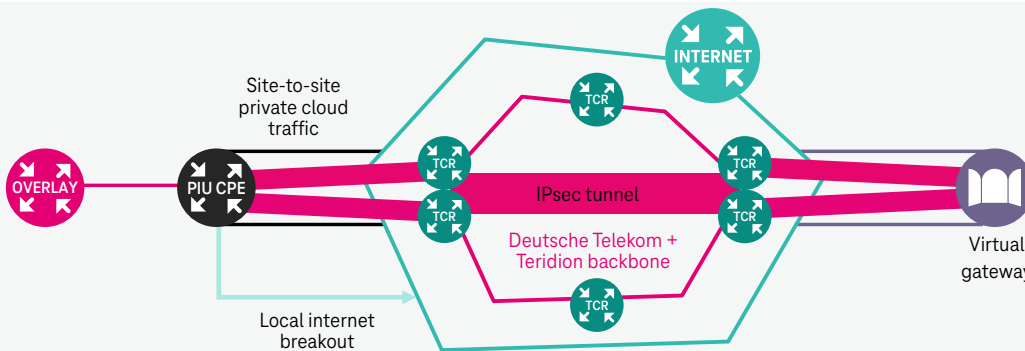 INTERNET
Site-to-site
private cloud
traffic
TCR
TCR
TCR
OVERLAY
PIU CPE
IPsec tunnel
TCR
TCR
Deutsche Telekom +
Teridion backbone
Virtual
gateway
TCR
Local internet
breakout